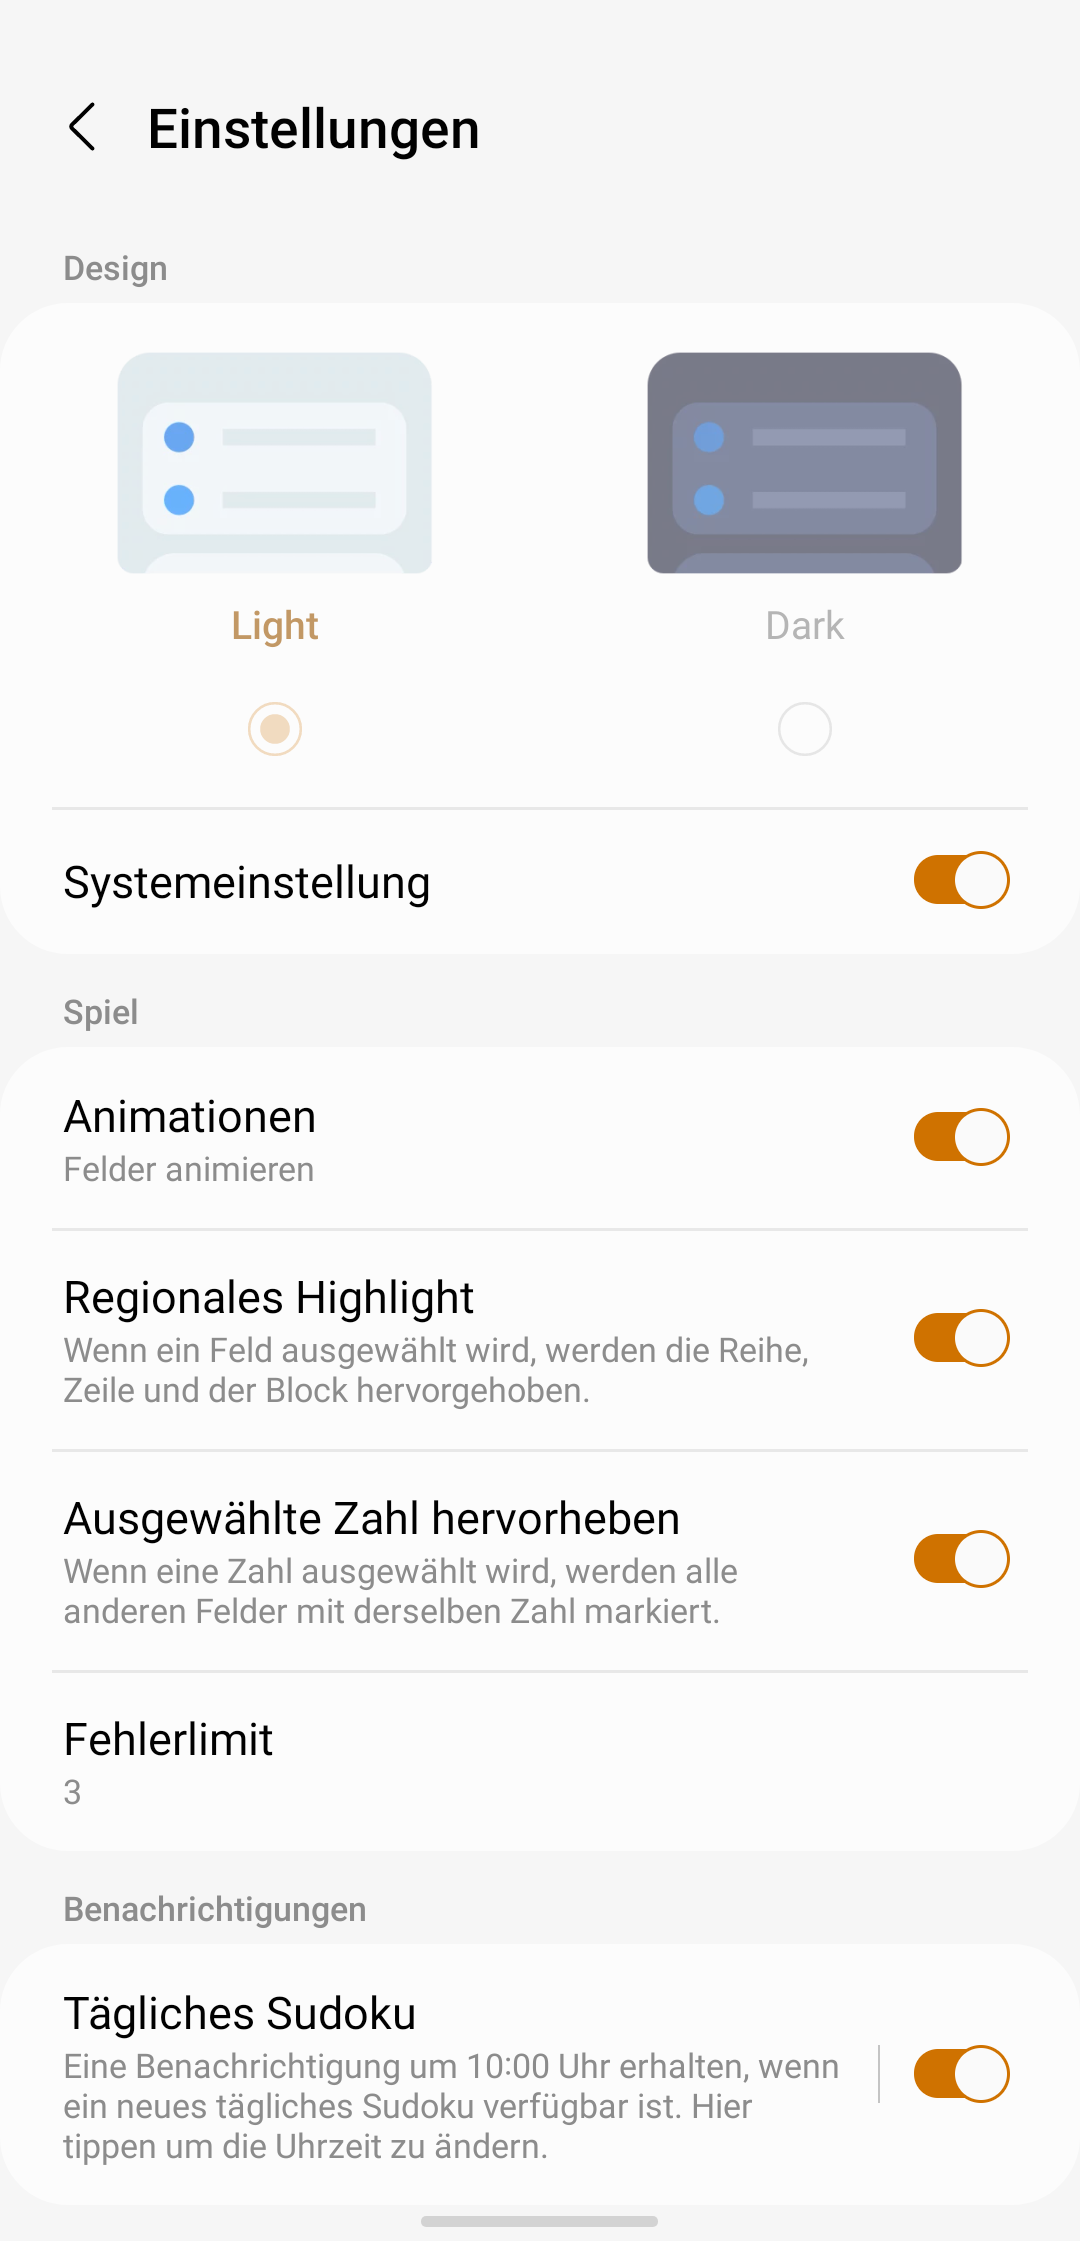 Einstellungen
Design
Light
Dark
Systemeinstellung
Spiel
Animationen
Felder animieren
Regionales Highlight
Wenn ein Feld ausgewählt wird, werden die Reihe,
Zeile und der Block hervorgehoben.
Ausgewählte Zahl hervorheben
Wenn eine Zahl ausgewählt wird, werden alle
anderen Felder mit derselben Zahl markiert.
Fehlerlimit
3
Benachrichtigungen
Tägliches Sudoku
Eine Benachrichtigung um 10:00 Uhr erhalten, wenn
ein neues tägliches Sudoku verfügbar ist. Hier
tippen um die Uhrzeit zu ändern.